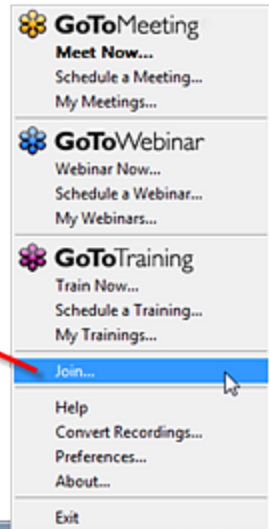 GoToMeeting
Meet Now...
Schedule a Meeting...
My Meetings...
GoToWebinar
Webinar Now...
Schedule a Webinar...
My Webinars...
GoToTraining
Train Now...
Schedule a Training...
My Trainings...
Join...
Help
Convert Recordings...
Preferences...
About...
Exit